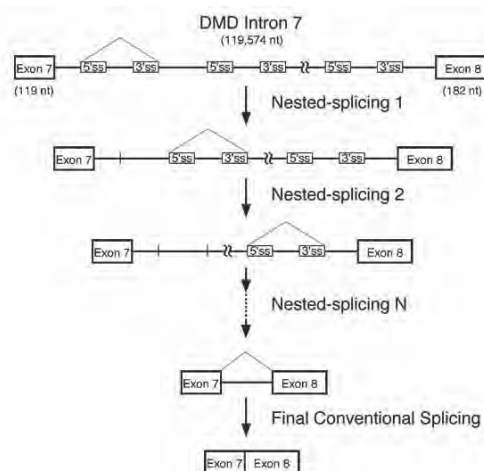 DMD Intron 7
(119,574 nt)
Exon 7 5'ss 3'ss 5'ss 3'ss 5'ss 3'ss Exon 8
(119 nt) (182 nt)
Nested-splicing 1
Exon 7 5'ss 3'ss 5'ss 3'ss Exon 8
Nested-splicing 2
Exon 7 5'ss 3'ss Exon 8
Nested-splicing N
Exon 7 Exon 8
Final Conventional Splicing
Exon 7 Exon 8